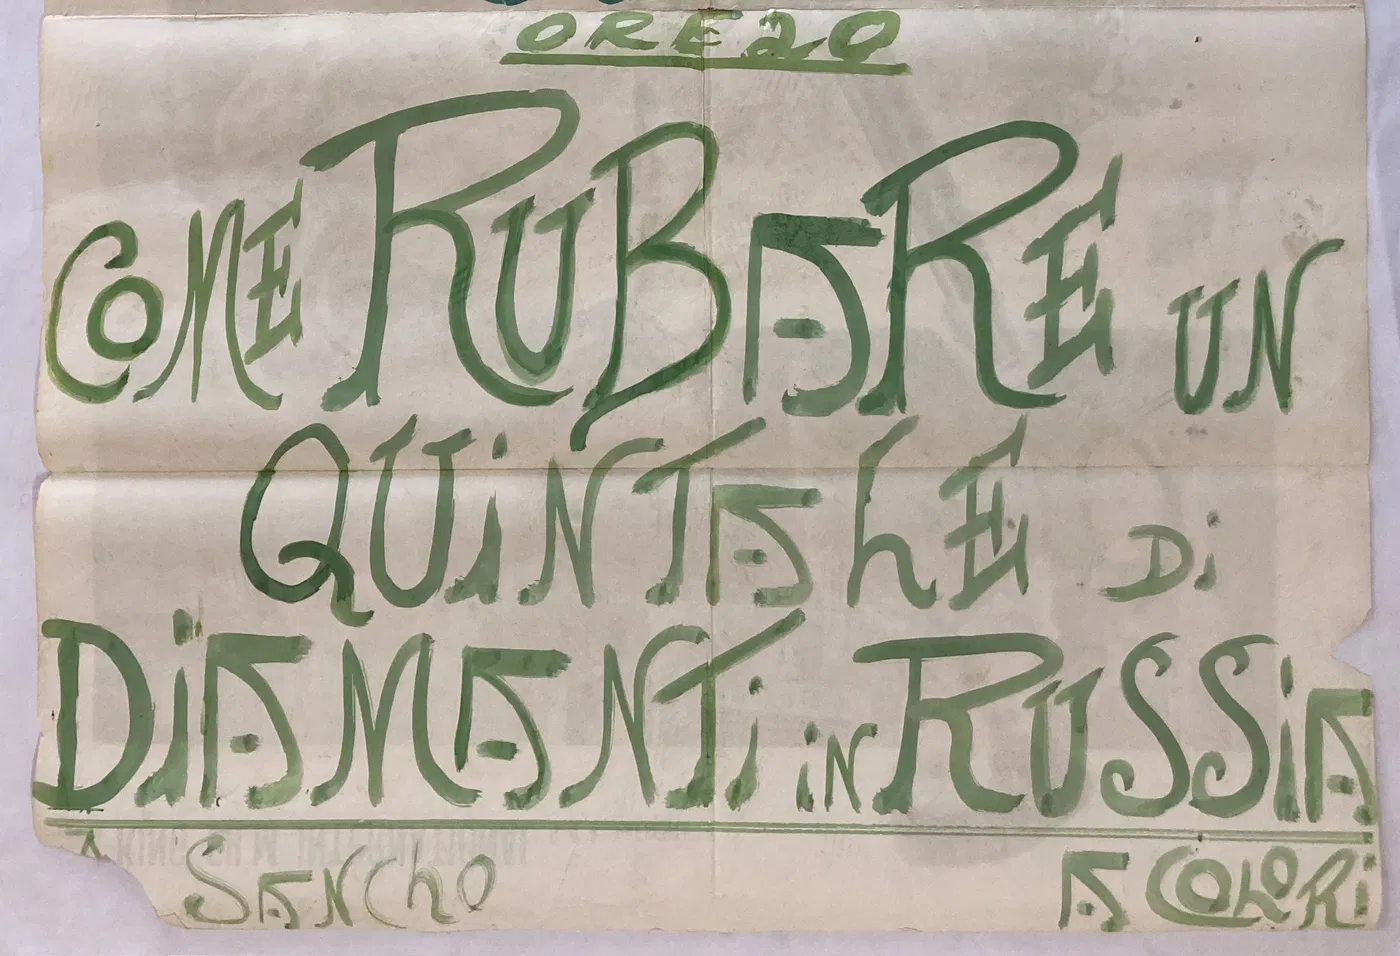 ORE 20
COME RUBARE UN
QUiNTALE Di
DiAMANTi iN RUSSiA
SANCHO
A COLORi